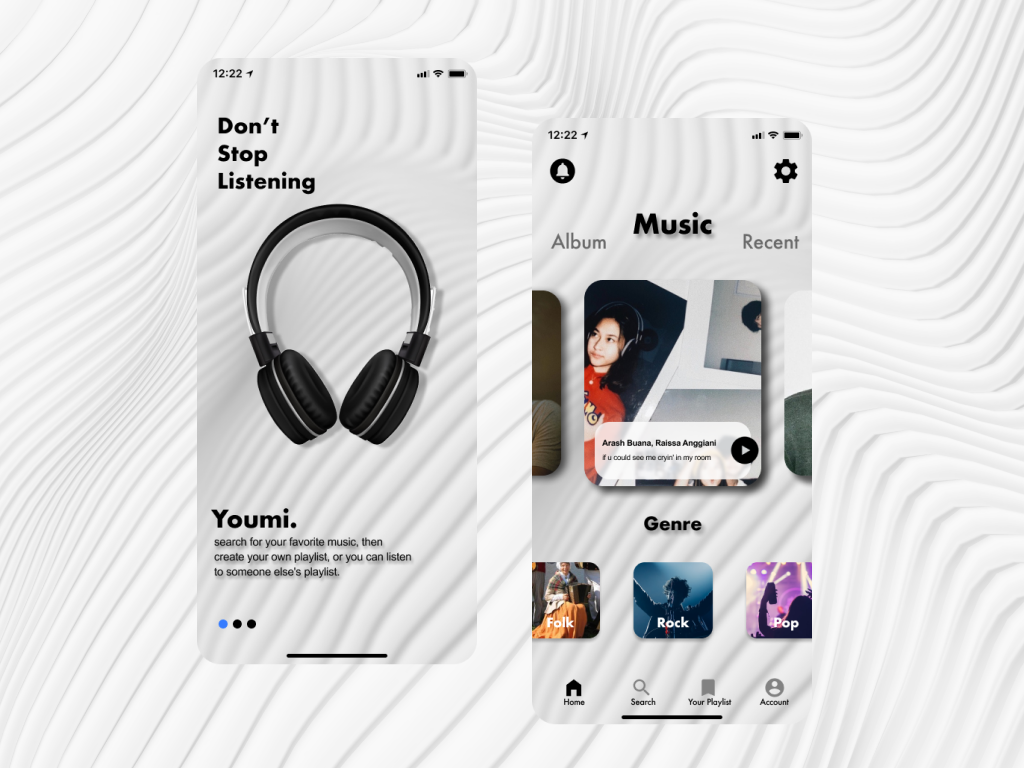 12:22
Don't
Stop
Listening
Youmi.
search for your favorite music, then
create your own playlist, or you can listen
to someone else's playlist.
12:22
Music
Album
Recent
Arash Buana, Raissa Anggiani
if u could see me cryin' in my room
Genre
Folk
Rock
Pop
Home
Search
Your Playlist
Account